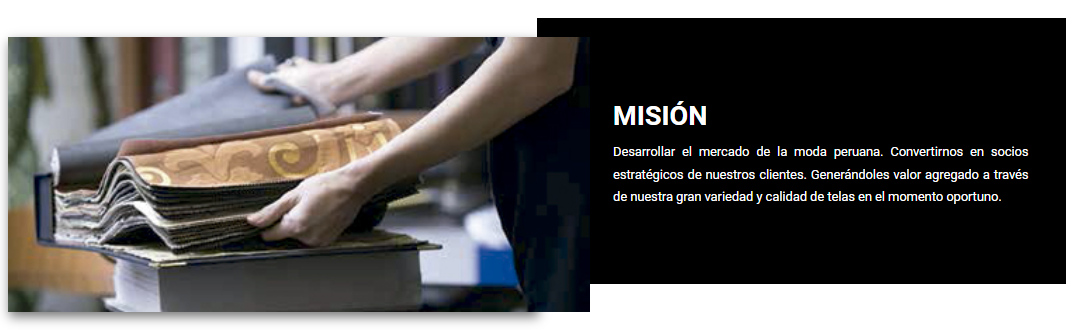 MISIÓN
Desarrollar el mercado de la moda peruana. Convertirnos en socios
estratégicos de nuestros clientes. Generándoles valor agregado a través
de nuestra gran variedad y calidad de telas en el momento oportuno.